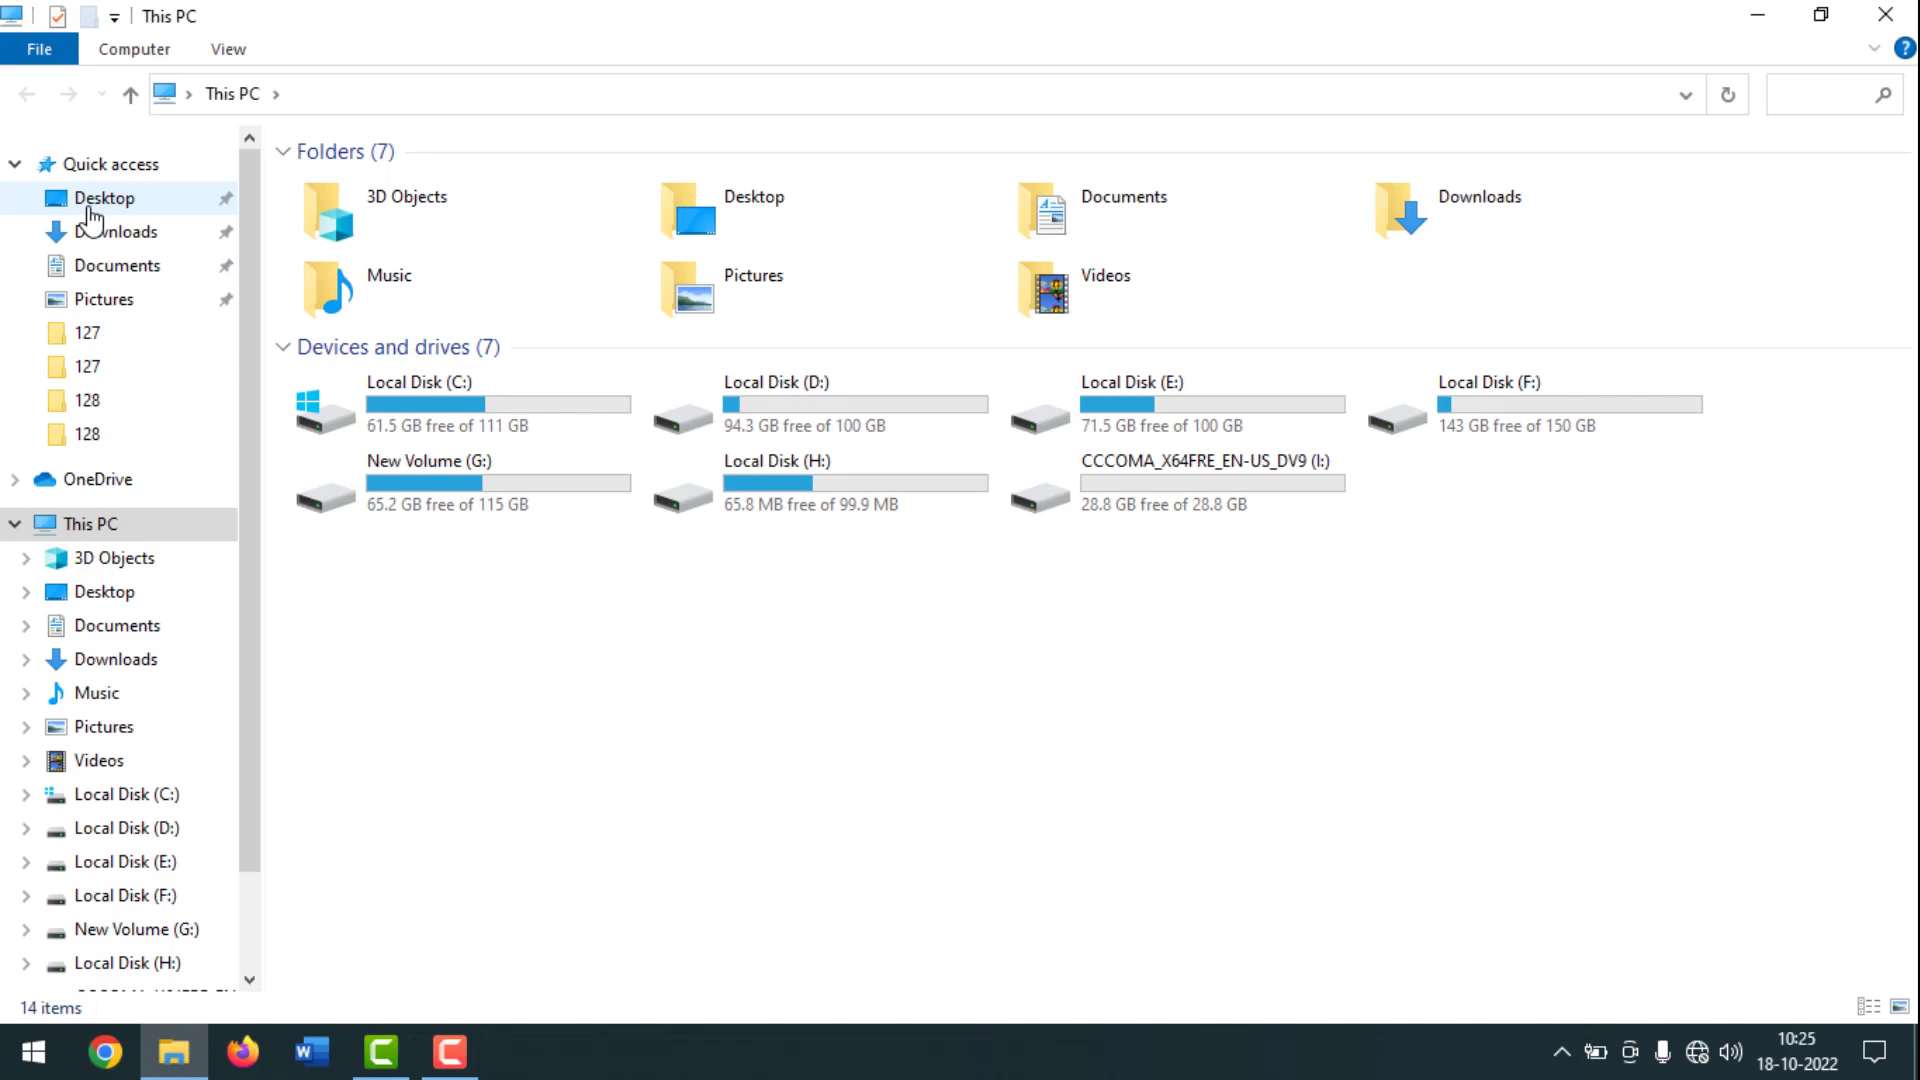 This PC
File Computer View
This PC
Quick access
Desktop
Downloads
Documents
Pictures
127
127
128
128
OneDrive
This PC
3D Objects
Desktop
Documents
Downloads
Music
Pictures
Videos
Local Disk (C:)
Local Disk (D:)
Local Disk (E:)
Local Disk (F:)
New Volume (G:)
Local Disk (H:)
Folders (7)
3D Objects
Desktop
Documents
Downloads
Music
Pictures
Videos
Devices and drives (7)
Local Disk (C:)
61.5 GB free of 111 GB
Local Disk (D:)
94.3 GB free of 100 GB
Local Disk (E:)
71.5 GB free of 100 GB
Local Disk (F:)
143 GB free of 150 GB
New Volume (G:)
65.2 GB free of 115 GB
Local Disk (H:)
65.8 MB free of 99.9 MB
CCCOMA_X64FRE_EN-US_DV9 (I:)
28.8 GB free of 28.8 GB
14 items
10:25
18-10-2022